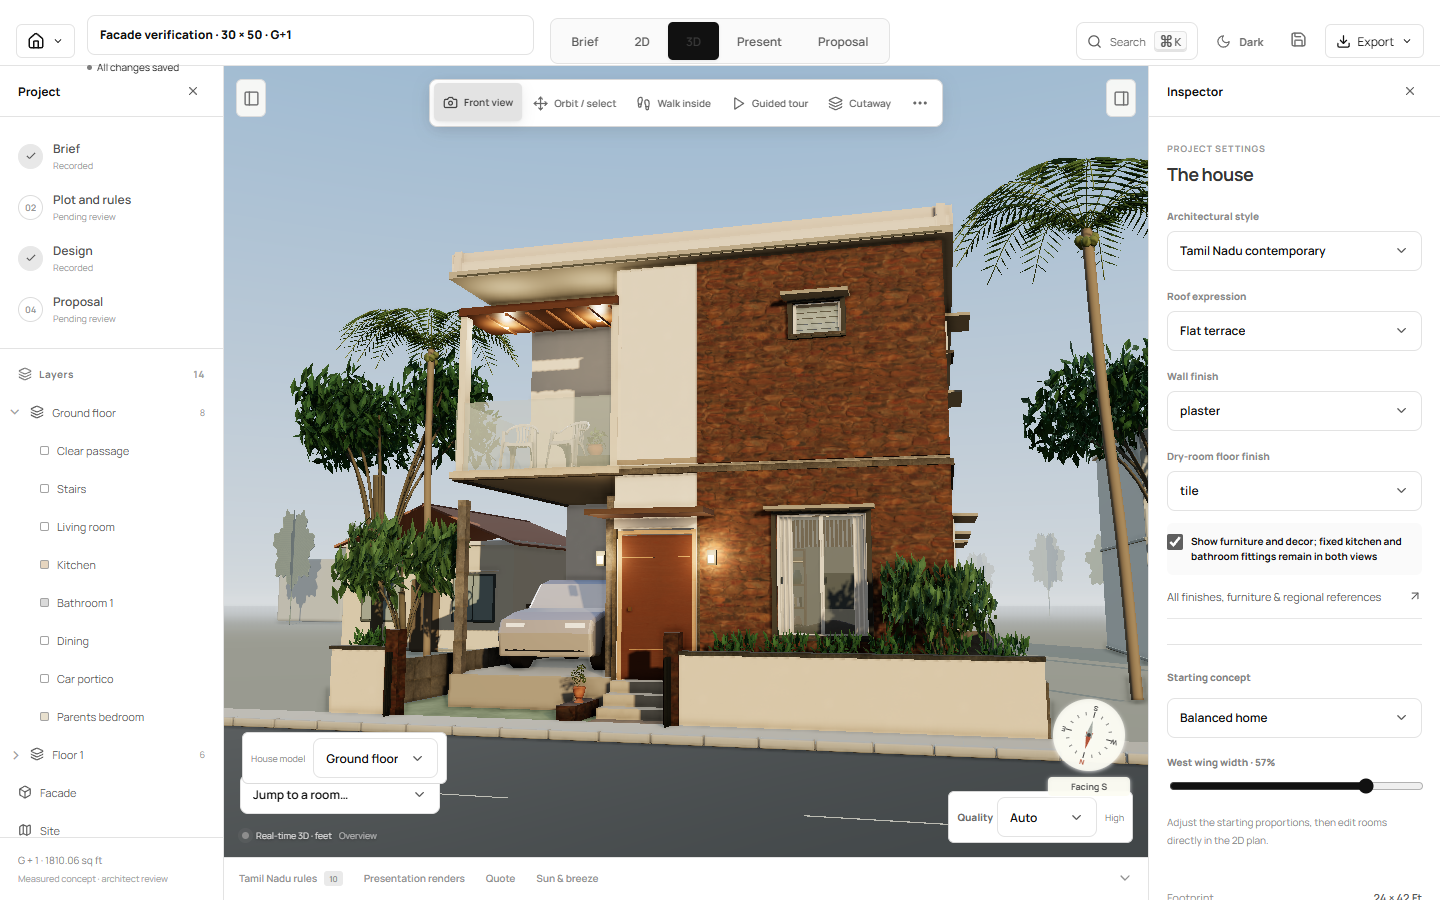 Facade verification · 30 × 50 · G+1
All changes saved
Brief
2D
3D
Present
Proposal
Search
⌘K
Dark
Export
Project
Brief
Recorded
02
Plot and rules
Pending review
Design
Recorded
04
Proposal
Pending review
Layers
14
Ground floor
8
Clear passage
Stairs
Living room
Kitchen
Bathroom 1
Dining
Car portico
Parents bedroom
Floor 1
6
Facade
Site
G + 1 · 1810.06 sq ft
Measured concept · architect review
Front view
Orbit / select
Walk inside
Guided tour
Cutaway
House model
Ground floor
Jump to a room...
Real-time 3D · feet
Overview
S
E
W
N
Facing S
Quality
Auto
High
Tamil Nadu rules
10
Presentation renders
Quote
Sun & breeze
Inspector
PROJECT SETTINGS
The house
Architectural style
Tamil Nadu contemporary
Roof expression
Flat terrace
Wall finish
plaster
Dry-room floor finish
tile
Show furniture and decor; fixed kitchen and
bathroom fittings remain in both views
All finishes, furniture & regional references
Starting concept
Balanced home
West wing width · 57%
Adjust the starting proportions, then edit rooms
directly in the 2D plan.
Footprint
24 × 42 Ft